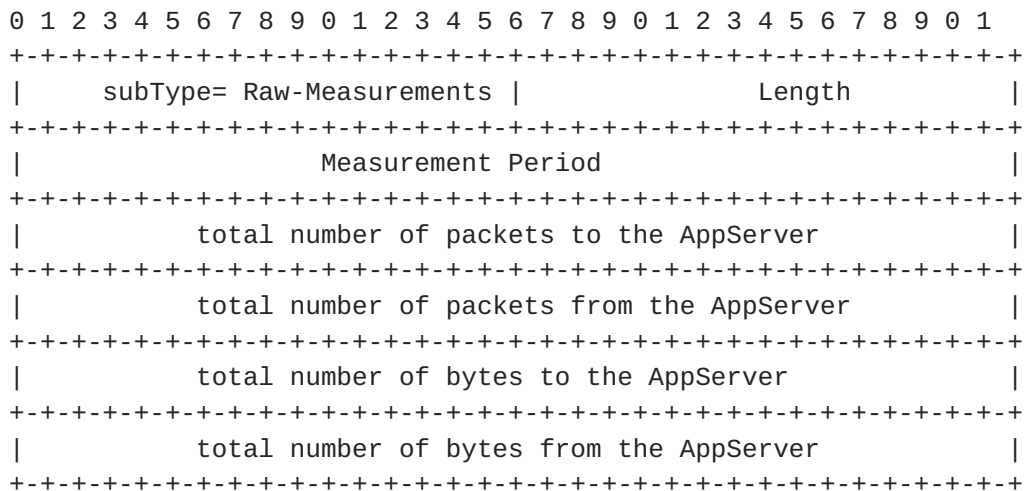 0 1 2 3 4 5 6 7 8 9 0 1 2 3 4 5 6 7 8 9 0 1 2 3 4 5 6 7 8 9 0 1
+-+-+-+-+-+-+-+-+-+-+-+-+-+-+-+-+-+-+-+-+-+-+-+-+-+-+-+-+-+-+-+-+
|     subType= Raw-Measurements |               Length          |
+-+-+-+-+-+-+-+-+-+-+-+-+-+-+-+-+-+-+-+-+-+-+-+-+-+-+-+-+-+-+-+-+
|                   Measurement Period                          |
+-+-+-+-+-+-+-+-+-+-+-+-+-+-+-+-+-+-+-+-+-+-+-+-+-+-+-+-+-+-+-+-+
|           total number of packets to the AppServer            |
+-+-+-+-+-+-+-+-+-+-+-+-+-+-+-+-+-+-+-+-+-+-+-+-+-+-+-+-+-+-+-+-+
|           total number of packets from the AppServer          |
+-+-+-+-+-+-+-+-+-+-+-+-+-+-+-+-+-+-+-+-+-+-+-+-+-+-+-+-+-+-+-+-+
|           total number of bytes to the AppServer              |
+-+-+-+-+-+-+-+-+-+-+-+-+-+-+-+-+-+-+-+-+-+-+-+-+-+-+-+-+-+-+-+-+
|           total number of bytes from the AppServer            |
+-+-+-+-+-+-+-+-+-+-+-+-+-+-+-+-+-+-+-+-+-+-+-+-+-+-+-+-+-+-+-+-+